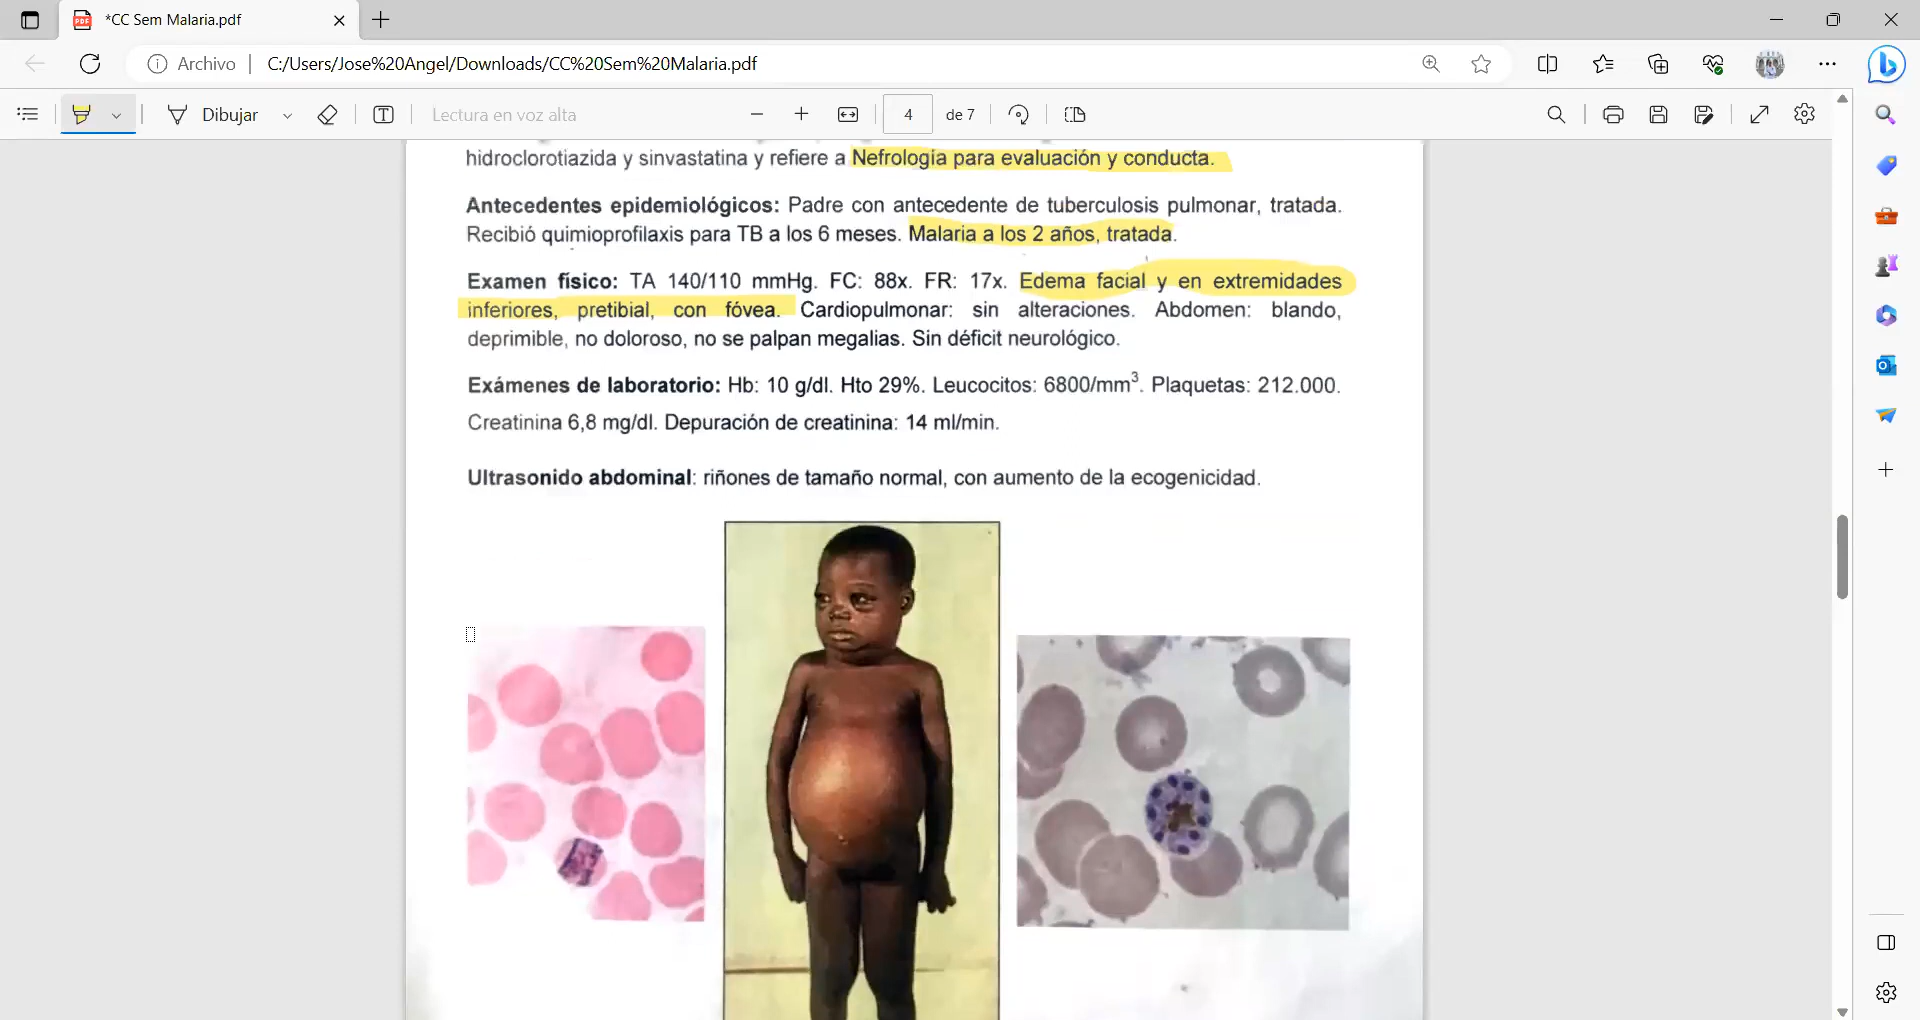 *CC Sem Malaria.pdf
Archivo
C:/Users/Jose%20Angel/Downloads/CC%20Sem%20Malaria.pdf
Dibujar
Lectura en voz alta
4
de 7
hidroclorotiazida y sinvastatina y refiere a Nefrología para evaluación y conducta.
Antecedentes epidemiológicos: Padre con antecedente de tuberculosis pulmonar, tratada.
Recibió quimioprofilaxis para TB a los 6 meses. Malaria a los 2 años, tratada.
Examen físico: TA 140/110 mmHg. FC: 88x. FR: 17x. Edema facial y en extremidades
inferiores, pretibial, con fóvea. Cardiopulmonar: sin alteraciones. Abdomen: blando,
deprimible, no doloroso, no se palpan megalias. Sin déficit neurológico.
Exámenes de laboratorio: Hb: 10 g/dl. Hto 29%. Leucocitos: 6800/mm³. Plaquetas: 212.000.
Creatinina 6,8 mg/dl. Depuración de creatinina: 14 ml/min.
Ultrasonido abdominal: riñones de tamaño normal, con aumento de la ecogenicidad.